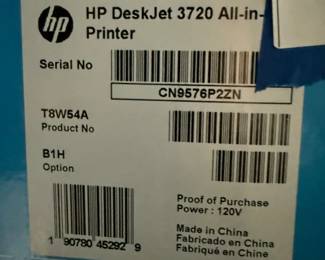 hp HP DeskJet 3720 All-in-
Printer
Serial No
CN9576P2ZN
T8W54A
Product No
B1H
Option
Proof of Purchase
Power : 120V
Made in China
Fabricado en China
Fabriqué en Chine
1 90780 45292 9